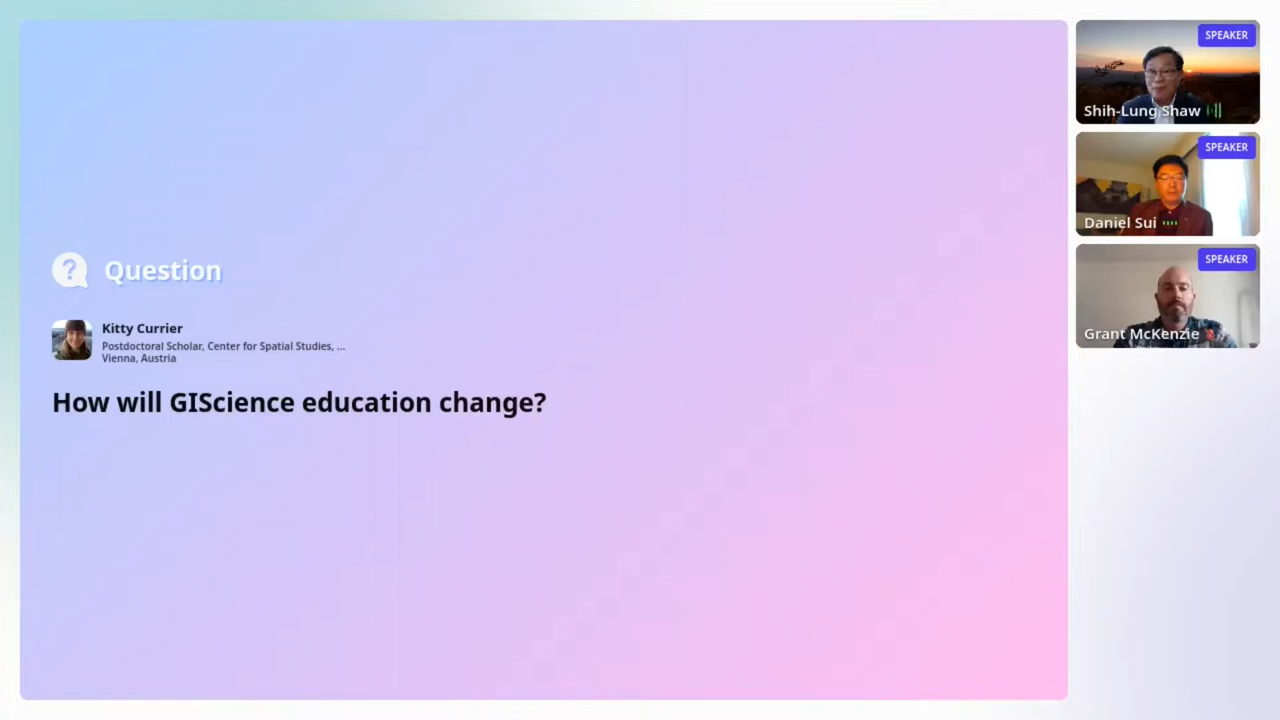 Question
Kitty Currier
Postdoctoral Scholar, Center for Spatial Studies, ...
Vienna, Austria
How will GIScience education change?
SPEAKER
Shih-Lung Shaw
SPEAKER
Daniel Sui
SPEAKER
Grant McKenzie